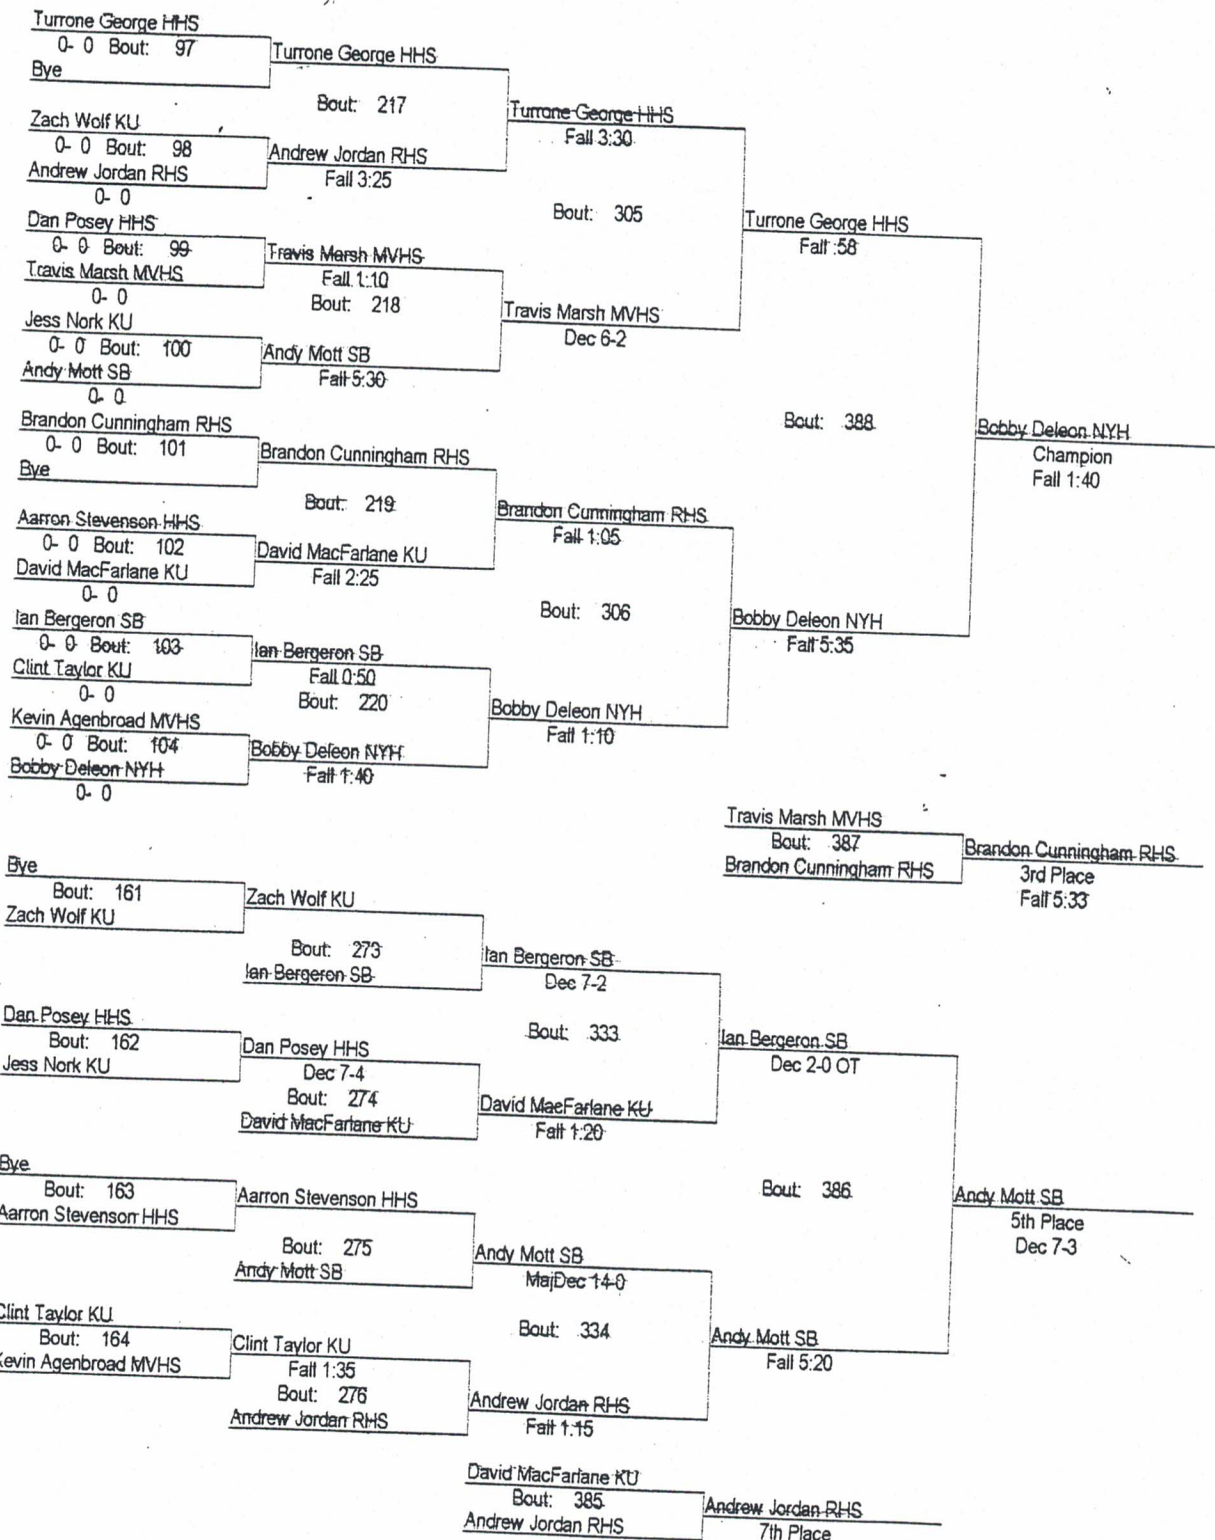 Turrone George HHS
0- 0 Bout: 97
Bye
Turrone George HHS
Bout: 217
Zach Wolf KU
0- 0 Bout: 98
Andrew Jordan RHS
0- 0
Andrew Jordan RHS
Fall 3:25
Turrone George HHS
Fall 3:30
Bout: 305
Dan Posey HHS
0- 0 Bout: 99
Travis Marsh MVHS
0- 0
Travis Marsh MVHS
Fall 1:10
Bout: 218
Jess Nork KU
0- 0 Bout: 100
Andy Mott SB
0- 0
Andy Mott SB
Fall 5:30
Travis Marsh MVHS
Dec 6-2
Turrone George HHS
Fall :58
Bout: 388
Brandon Cunningham RHS
0- 0 Bout: 101
Bye
Brandon Cunningham RHS
Bout: 219
Aarron Stevenson HHS
0- 0 Bout: 102
David MacFarlane KU
0- 0
David MacFarlane KU
Fall 2:25
Brandon Cunningham RHS
Fall 1:05
Bout: 306
Ian Bergeron SB
0- 0 Bout: 103
Clint Taylor KU
0- 0
Ian Bergeron SB
Fall 0:50
Bout: 220
Kevin Agenbroad MVHS
0- 0 Bout: 104
Bobby Deleon NYH
0- 0
Bobby Deleon NYH
Fall 1:40
Bobby Deleon NYH
Fall 1:10
Bobby Deleon NYH
Fall 5:35
Bobby Deleon NYH
Champion
Fall 1:40
Travis Marsh MVHS
Bout: 387
Brandon Cunningham RHS
Brandon Cunningham RHS
3rd Place
Fall 5:33
Bye
Bout: 161
Zach Wolf KU
Zach Wolf KU
Bout: 273
Ian Bergeron SB
Ian Bergeron SB
Dec 7-2
Bout: 333
Dan Posey HHS
Bout: 162
Jess Nork KU
Dan Posey HHS
Dec 7-4
Bout: 274
David MacFarlane KU
David MacFarlane KU
Fall 1:20
Ian Bergeron SB
Dec 2-0 OT
Bout: 386
Bye
Bout: 163
Aarron Stevenson HHS
Aarron Stevenson HHS
Bout: 275
Andy Mott SB
Andy Mott SB
MajDec 14-0
Bout: 334
Clint Taylor KU
Bout: 164
Kevin Agenbroad MVHS
Clint Taylor KU
Fall 1:35
Bout: 276
Andrew Jordan RHS
Andrew Jordan RHS
Fall 1:15
Andy Mott SB
Fall 5:20
Andy Mott SB
5th Place
Dec 7-3
David MacFarlane KU
Bout: 385
Andrew Jordan RHS
Andrew Jordan RHS
7th Place